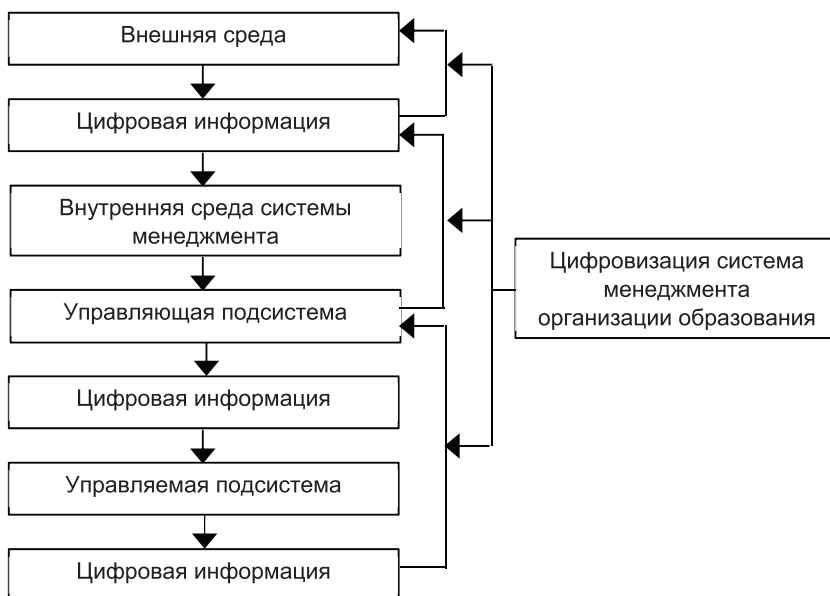 Внешняя среда
Цифровая информация
Внутренняя среда системы
менеджмента
Управляющая подсистема
Цифровая информация
Управляемая подсистема
Цифровая информация
Цифровизация система
менеджмента
организации образования